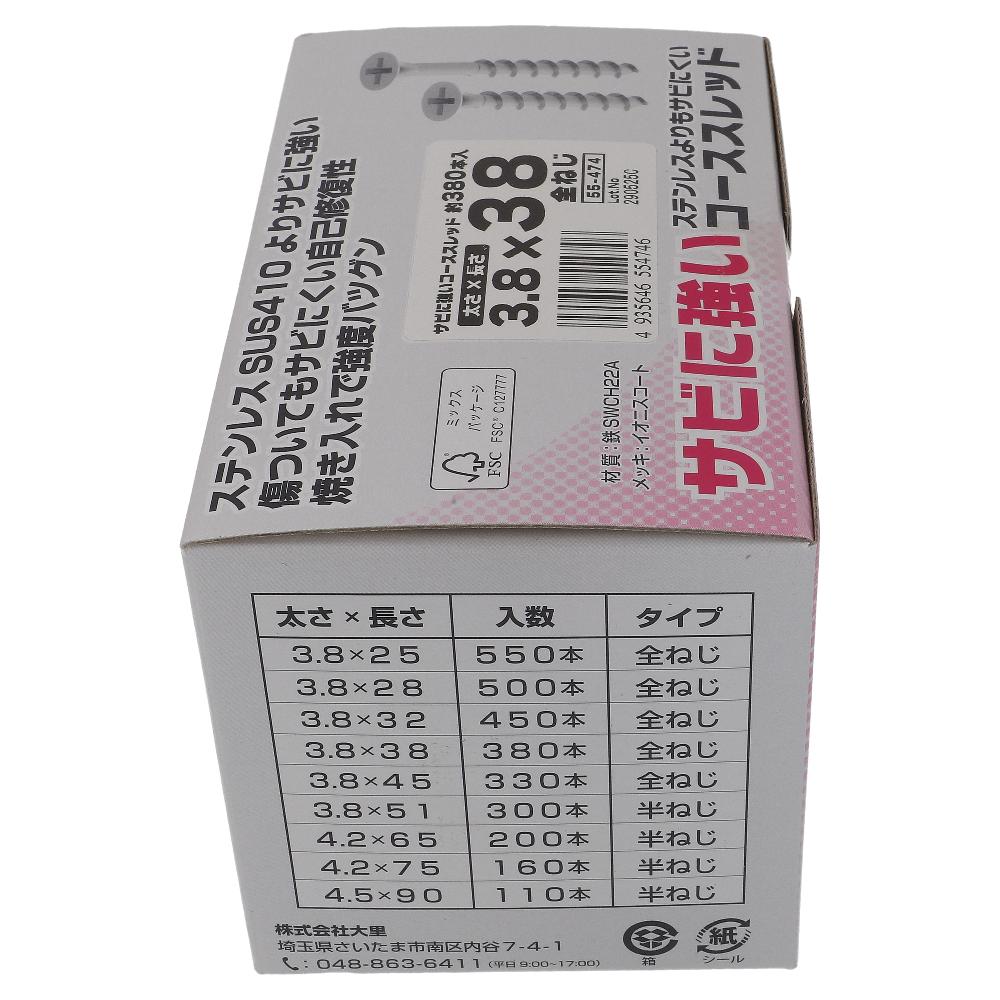 ステンレスSUS410よりサビに強い
傷ついてもサビにくい自己修復性
焼き入れで強度バツグン
サビに強いコーススレッド 約380本入
太さ×長さ
3.8×38
全ねじ
55-474
Lot.No
2906260
4 935646 554746
ミックス
パッケージ
FSC® C127777
FSC
材質:鉄SWCH22A
メッキ:イオニスコート
ステンレスよりもサビにくい
サビに強いコーススレッド
太さ×長さ 入数 タイプ
3.8×25 550本 全ねじ
3.8×28 500本 全ねじ
3.8×32 450本 全ねじ
3.8×38 380本 全ねじ
3.8×45 330本 全ねじ
3.8×51 300本 半ねじ
4.2×65 200本 半ねじ
4.2×75 160本 半ねじ
4.5×90 110本 半ねじ
株式会社大里
埼玉県さいたま市南区内谷7-4-1
048-863-6411 (平日9:00~17:00)
箱
紙
シール